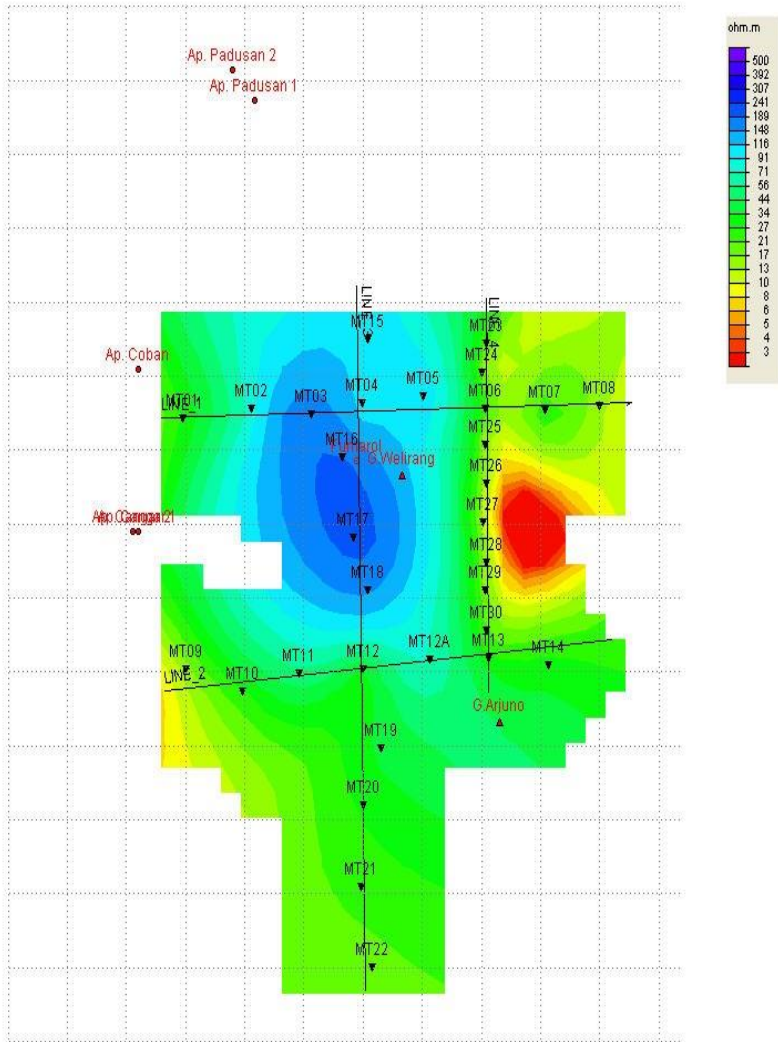 ohm.m
500
392
307
241
189
148
116
91
71
56
44
34
27
21
17
13
10
8
6
5
4
3
Ap. Padusan 2
Ap. Padusan 1
LINE_3
LINE_4
MT15
MT23
MT24
Ap. Coban
MT01
LINE_1
MT02
MT03
MT04
MT05
MT06
MT07
MT08
MT25
MT16
Fumarol
G.Welirang
MT26
MT27
MT17
MT28
MT18
MT29
MT30
MT09
LINE_2
MT10
MT11
MT12
MT12A
MT13
MT14
G.Arjuno
MT19
MT20
MT21
MT22